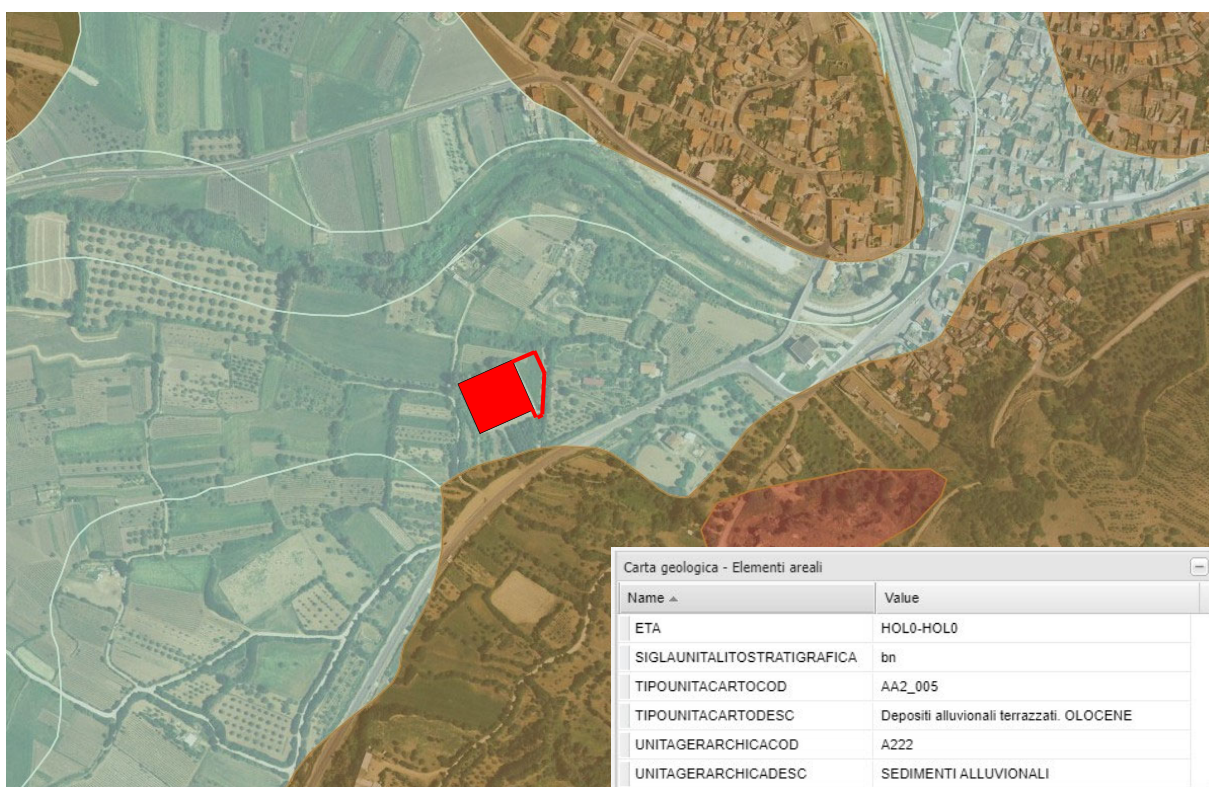 Carta geologica - Elementi areali
Name Value
ETA HOL0-HOL0
SIGLAUNITALITOSTRATIGRAFICA bn
TIPOUNITACARTOCOD AA2_005
TIPOUNITACARTODESC Depositi alluvionali terrazzati. OLOCENE
UNITAGERARCHICACOD A222
UNITAGERARCHICADESC SEDIMENTI ALLUVIONALI